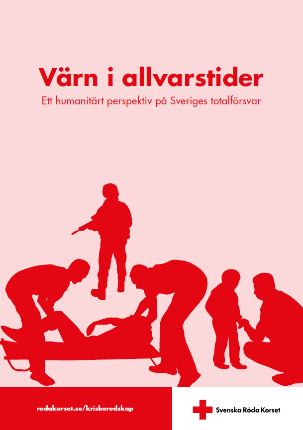 Värn i allvarstider
Ett humanitärt perspektiv på Sveriges totalförsvar
rodakorset.se/krisberedskap
Svenska Röda Korset